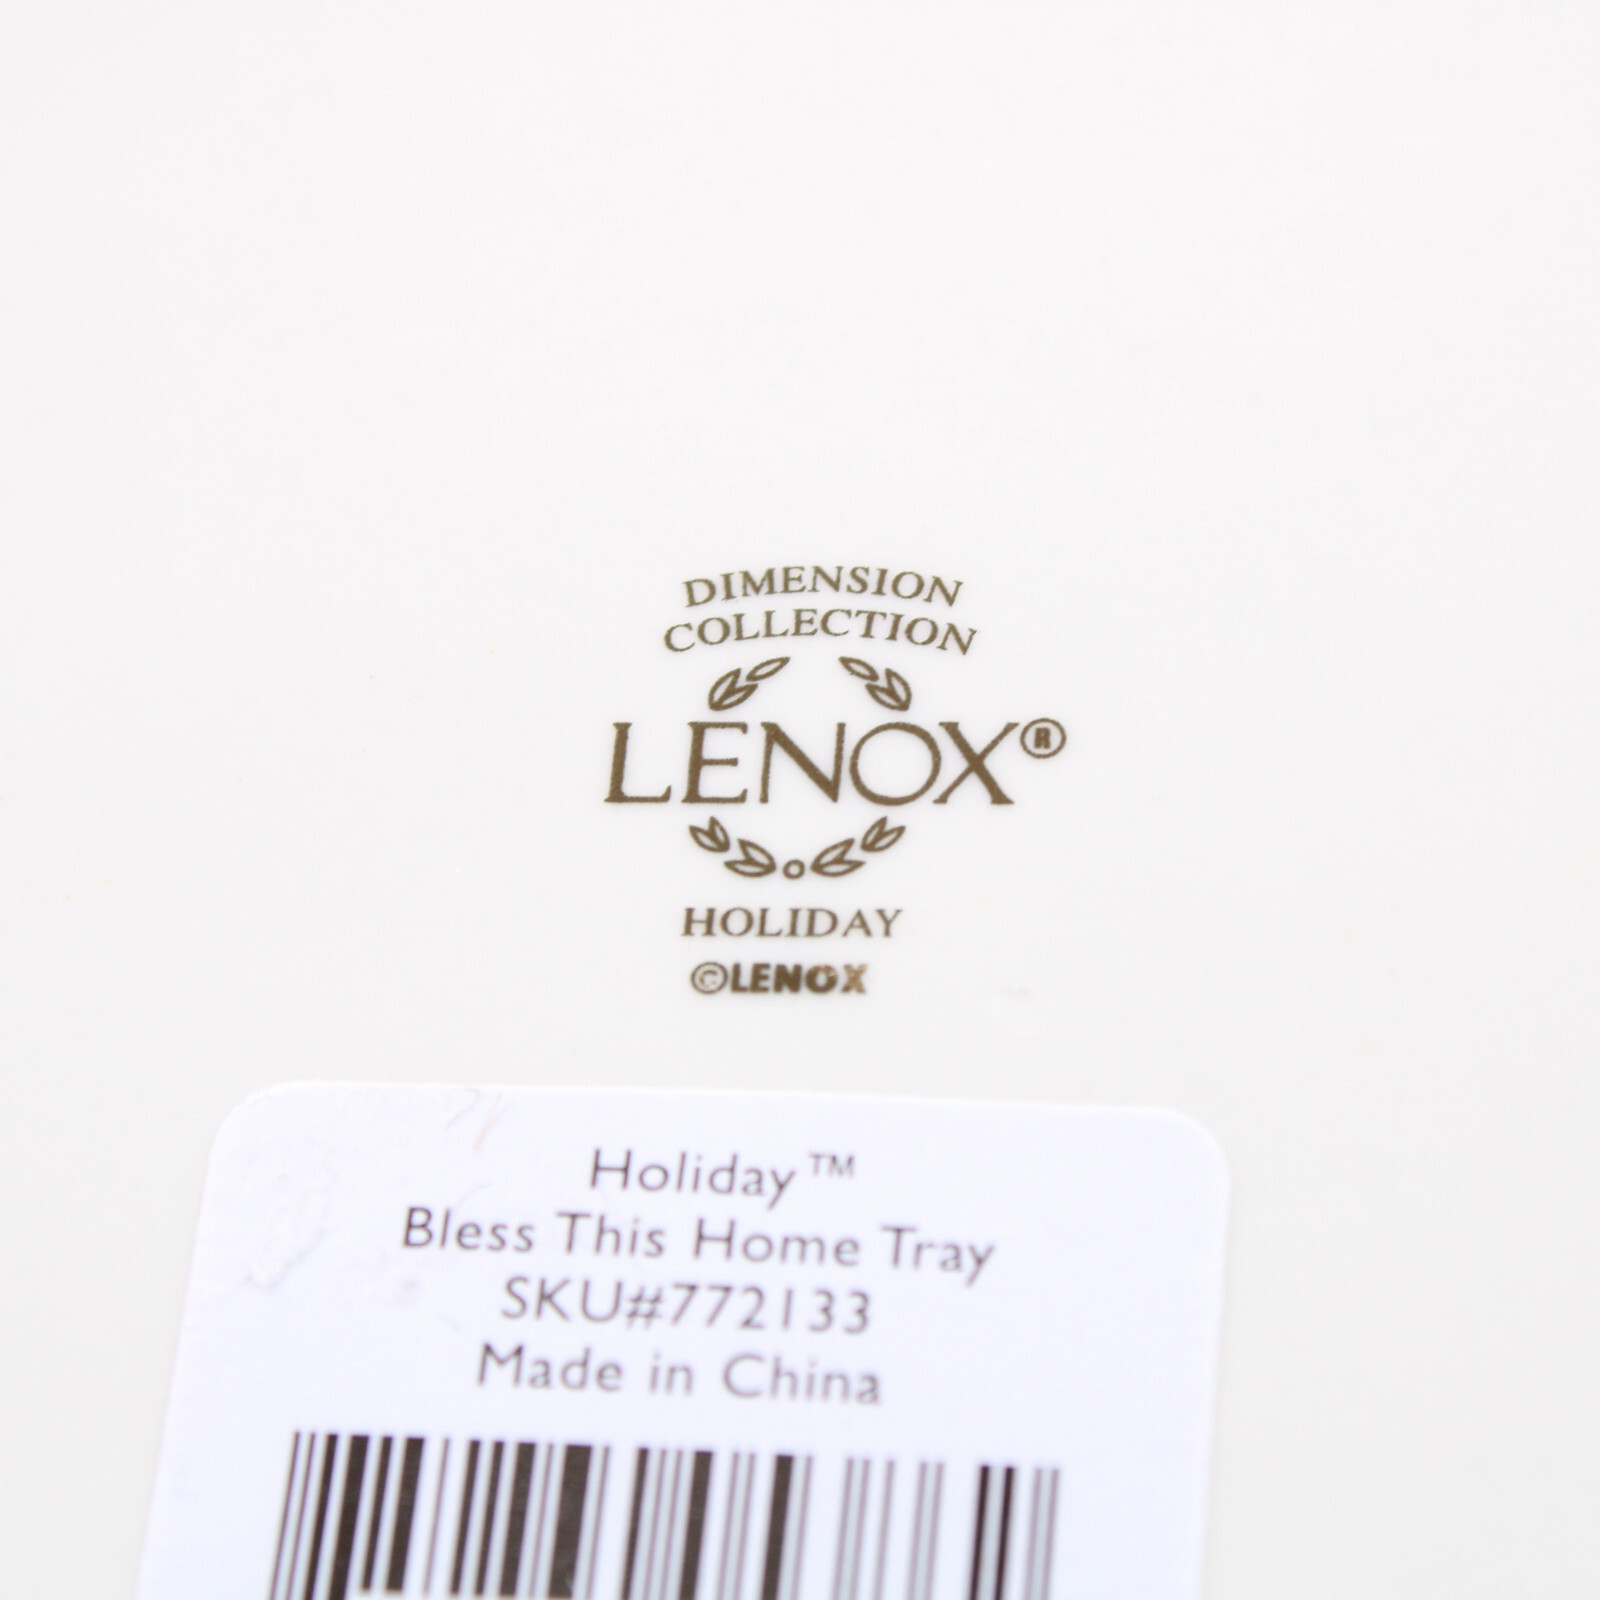 DIMENSION
COLLECTION
LENOX®
HOLIDAY
©LENOX
Holiday™
Bless This Home Tray
SKU#772133
Made in China